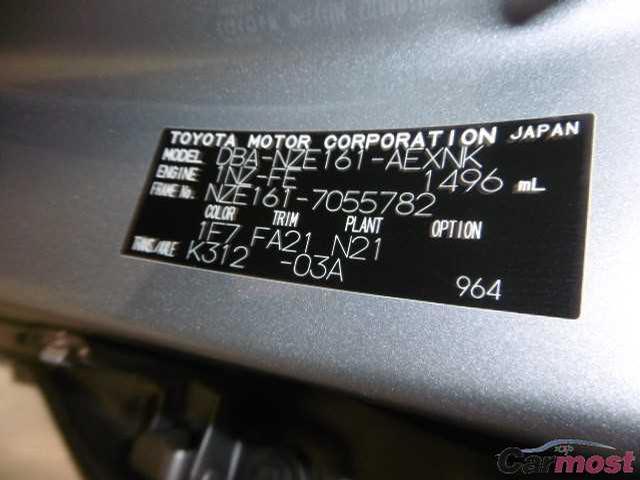 TOYOTA MOTOR CORPORATION JAPAN
MODEL DBA-NZE161-AEXNK
ENGINE 1NZ-FE 1496 mL
FRAME No. NZE161-7055782
COLOR TRIM PLANT OPTION
1F7 FA21 N21
TRANS/AXLE K312 -03A
964
Carmost